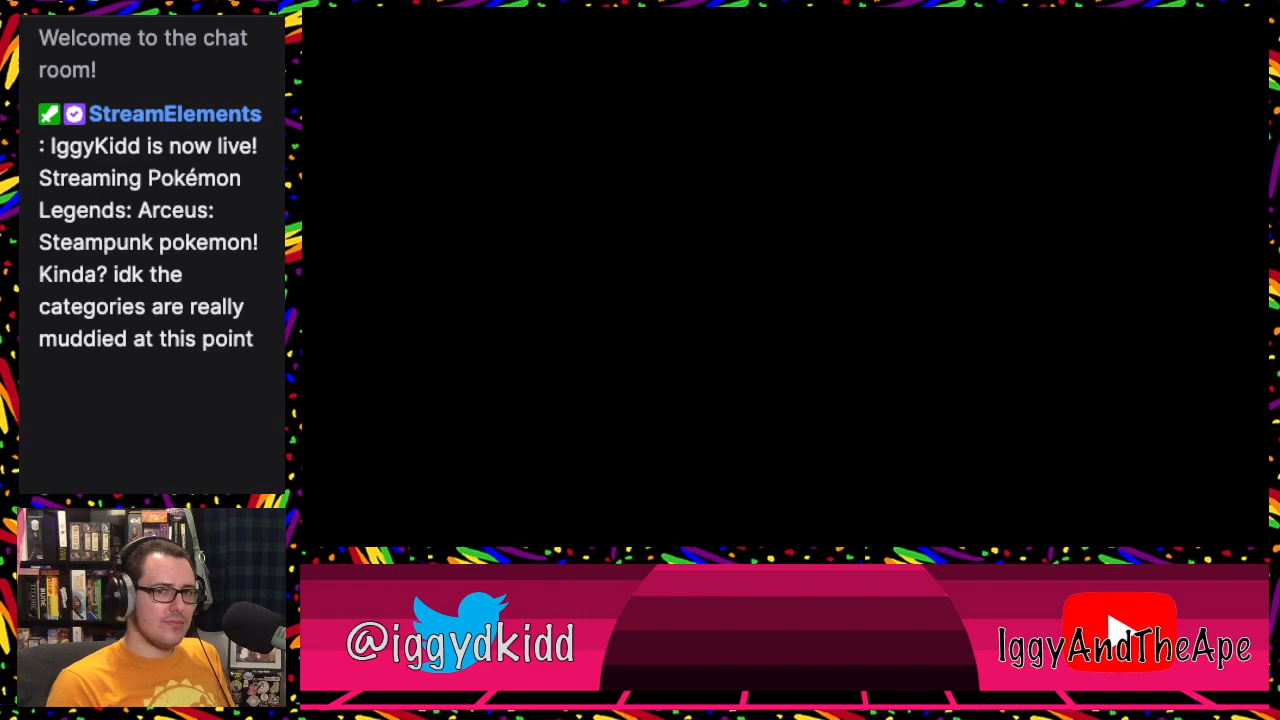 Welcome to the chat
room!
StreamElements
: IggyKidd is now live!
Streaming Pokémon
Legends: Arceus:
Steampunk pokemon!
Kinda? idk the
categories are really
muddied at this point
@iggydkidd
IggyAndTheApe